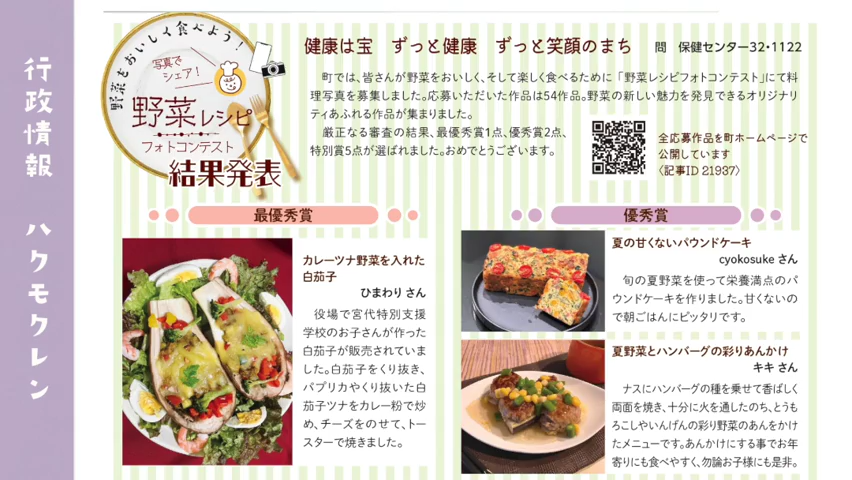 行政情報 ハクモクレン
野菜をおいしく食べよう！
写真で
シェア！
野菜レシピ
フォトコンテスト
結果発表
健康は宝 ずっと健康 ずっと笑顔のまち 問 保健センター32・1122
町では、皆さんが野菜をおいしく、そして楽しく食べるために「野菜レシピフォトコンテスト」にて料
理写真を募集しました。応募いただいた作品は54作品。野菜の新しい魅力を発見できるオリジナリ
ティあふれる作品が集まりました。
厳正なる審査の結果、最優秀賞1点、優秀賞2点、
特別賞5点が選ばれました。おめでとうございます。
全応募作品を町ホームページで
公開しています
〈記事ID 21937〉
最優秀賞
カレーツナ野菜を入れた
白茄子
ひまわり さん
役場で宮代特別支援
学校のお子さんが作った
白茄子が販売されていま
した。白茄子をくり抜き、
パプリカやくり抜いた白
茄子ツナをカレー粉で炒
め、チーズをのせて、トー
スターで焼きました。
優秀賞
夏の甘くないパウンドケーキ
cyokosuke さん
旬の夏野菜を使って栄養満点のパ
ウンドケーキを作りました。甘くないの
で朝ごはんにピッタリです。
夏野菜とハンバーグの彩りあんかけ
キキ さん
ナスにハンバーグの種を乗せて香ばしく
両面を焼き、十分に火を通したのち、とうも
ろこしやいんげんの彩り野菜のあんをかけ
たメニューです。あんかけにする事でお年
寄りにも食べやすく、勿論お子様にも是非。